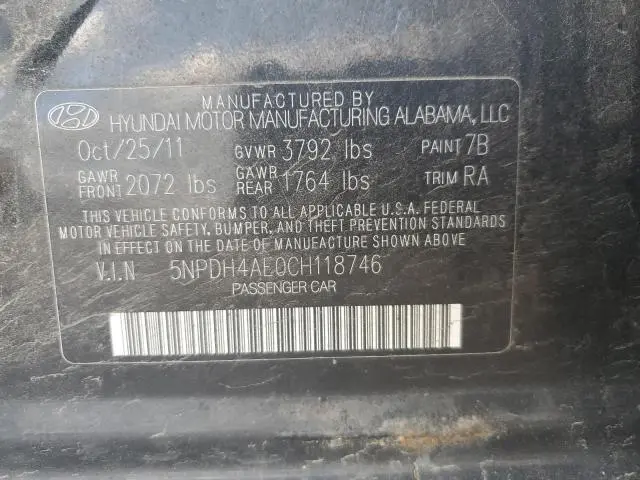 MANUFACTURED BY
HYUNDAI MOTOR MANUFACTURING ALABAMA, LLC
Oct/25/11 GVWR 3792 lbs PAINT 7B
GAWR FRONT 2072 lbs GAWR REAR 1764 lbs TRIM RA
THIS VEHICLE CONFORMS TO ALL APPLICABLE U.S.A. FEDERAL
MOTOR VEHICLE SAFETY, BUMPER, AND THEFT PREVENTION STANDARDS
IN EFFECT ON THE DATE OF MANUFACTURE SHOWN ABOVE
V.I.N 5NPDH4AE0CH118746
PASSENGER CAR